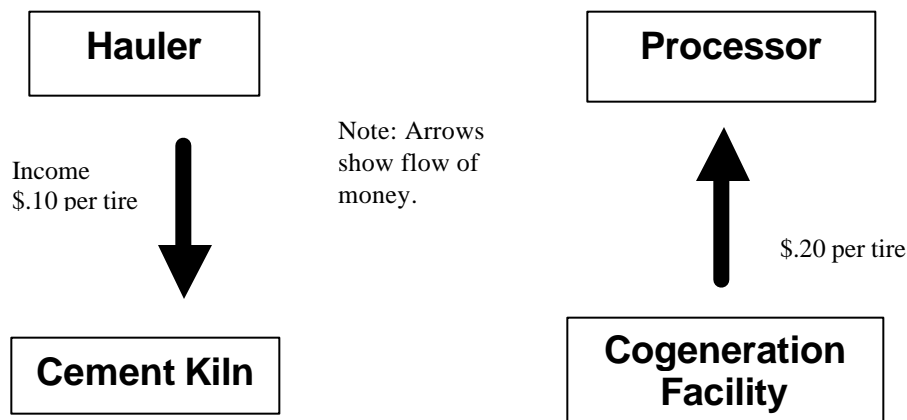 Hauler
Processor
Note: Arrows
show flow of
money.
Income
$.10 per tire
$.20 per tire
Cement Kiln
Cogeneration
Facility